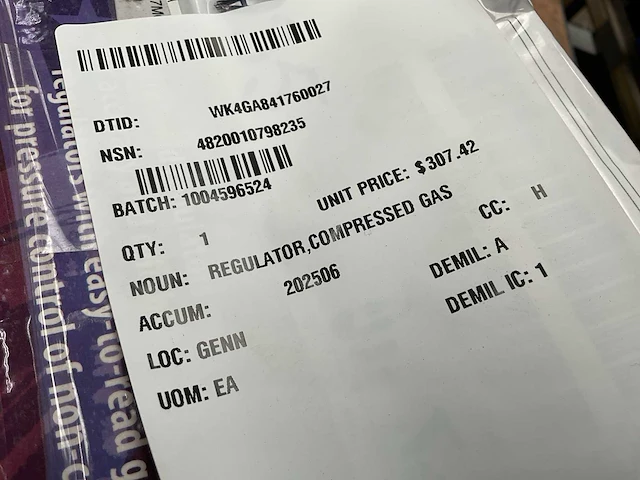 DTID: WK4GA841760027
NSN: 4820010798235
BATCH: 1004596524
UNIT PRICE: $307.42
QTY: 1
NOUN: REGULATOR,COMPRESSED GAS
CC: H
ACCUM: 202506
DEMIL: A
LOC: GENN
DEMIL IC: 1
UOM: EA
regulators with easy-to-read g
for pressure control of non-c